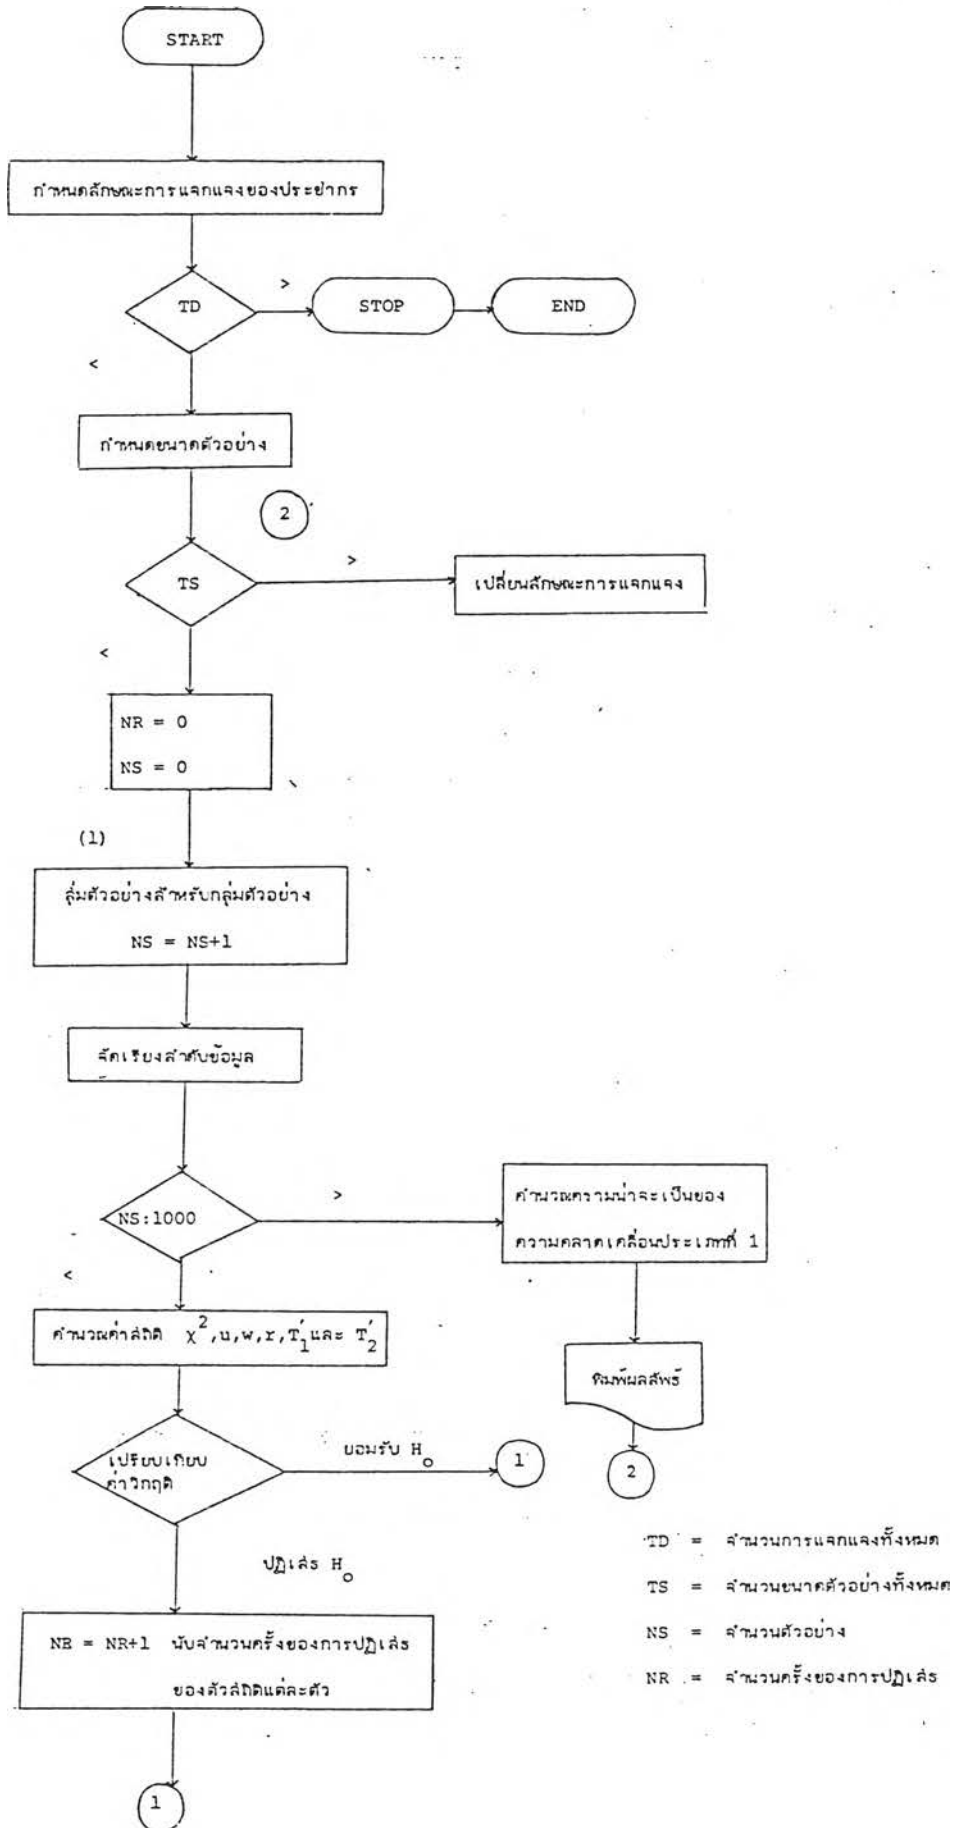 START
กำหนดลักษณะการแจกแจงของประชากร
TD
>
STOP
END
<
กำหนดขนาดตัวอย่าง
2
TS
>
เปลี่ยนลักษณะการแจกแจง
<
NR = 0
NS = 0
(1)
สุ่มตัวอย่างสำหรับกลุ่มตัวอย่าง
NS = NS+1
จัดเรียงลำดับข้อมูล
NS:1000
>
คำนวณความน่าจะเป็นของ
ความคลาดเคลื่อนประเภทที่ 1
<
คำนวณค่าสถิติ χ²,u,w,r,T₁′และ T₂′
พิมพ์ผลลัพธ์
เปรียบเทียบ
ค่าวิกฤติ
ยอมรับ H₀
1
2
ปฏิเสธ H₀
TD = จำนวนการแจกแจงทั้งหมด
TS = จำนวนขนาดตัวอย่างทั้งหมด
NS = จำนวนตัวอย่าง
NR = จำนวนครั้งของการปฏิเสธ
NR = NR+1 นับจำนวนครั้งของการปฏิเสธ
ของตัวสถิติแต่ละตัว
1